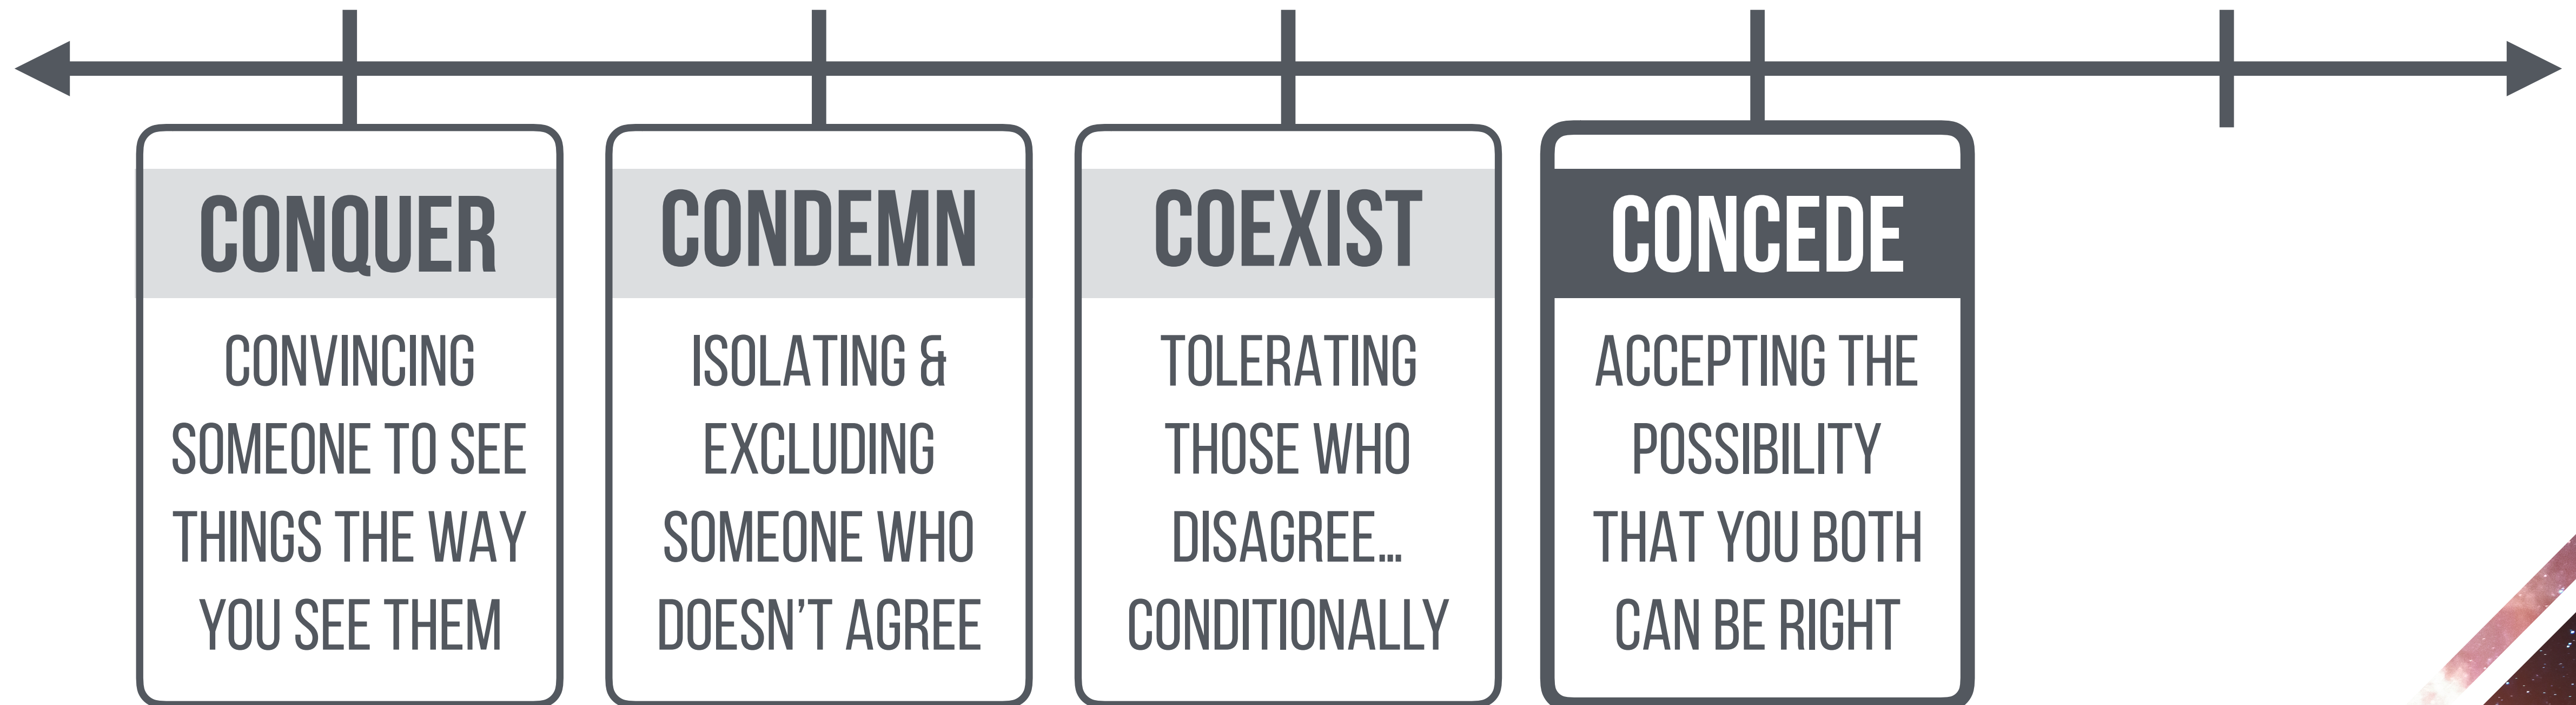 CONQUER
CONVINCING
SOMEONE TO SEE
THINGS THE WAY
YOU SEE THEM
CONDEMN
ISOLATING &
EXCLUDING
SOMEONE WHO
DOESN'T AGREE
COEXIST
TOLERATING
THOSE WHO
DISAGREE...
CONDITIONALLY
CONCEDE
ACCEPTING THE
POSSIBILITY
THAT YOU BOTH
CAN BE RIGHT